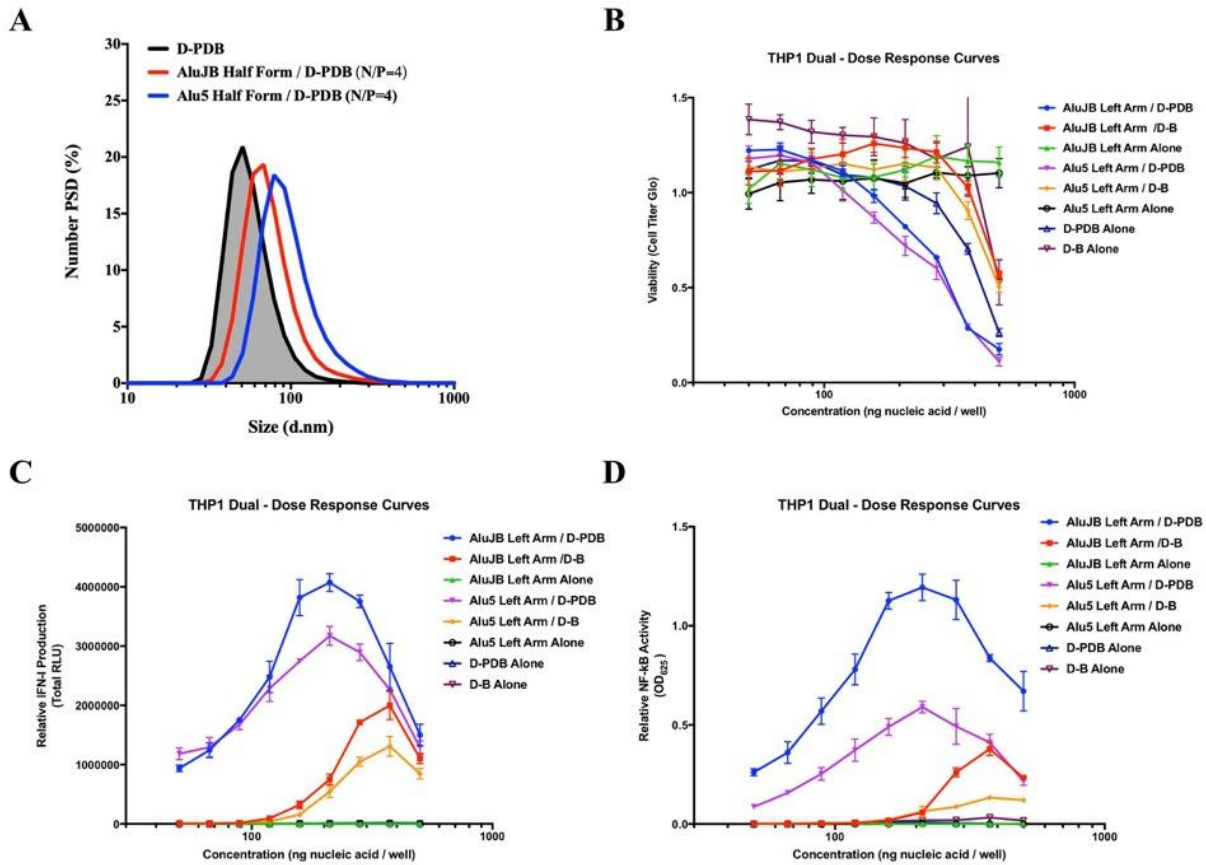 A
D-PDB
AluJB Half Form / D-PDB (N/P=4)
Alu5 Half Form / D-PDB (N/P=4)
30
25
20
15
10
5
0
Number PSD (%)
10
100
1000
Size (d.nm)
B
THP1 Dual - Dose Response Curves
1.5
1.0
0.5
0.0
Viability (Cell Titer Glo)
100
1000
Concentration (ng nucleic acid / well)
AluJB Left Arm / D-PDB
AluJB Left Arm /D-B
AluJB Left Arm Alone
Alu5 Left Arm / D-PDB
Alu5 Left Arm / D-B
Alu5 Left Arm Alone
D-PDB Alone
D-B Alone
C
THP1 Dual - Dose Response Curves
5000000
4000000
3000000
2000000
1000000
0
Relative IFN-I Production
(Total RLU)
100
1000
Concentration (ng nucleic acid / well)
AluJB Left Arm / D-PDB
AluJB Left Arm /D-B
AluJB Left Arm Alone
Alu5 Left Arm / D-PDB
Alu5 Left Arm / D-B
Alu5 Left Arm Alone
D-PDB Alone
D-B Alone
D
THP1 Dual - Dose Response Curves
1.5
1.0
0.5
0.0
Relative NF-kB Activity
(OD625)
100
1000
Concentration (ng nucleic acid / well)
AluJB Left Arm / D-PDB
AluJB Left Arm /D-B
AluJB Left Arm Alone
Alu5 Left Arm / D-PDB
Alu5 Left Arm / D-B
Alu5 Left Arm Alone
D-PDB Alone
D-B Alone